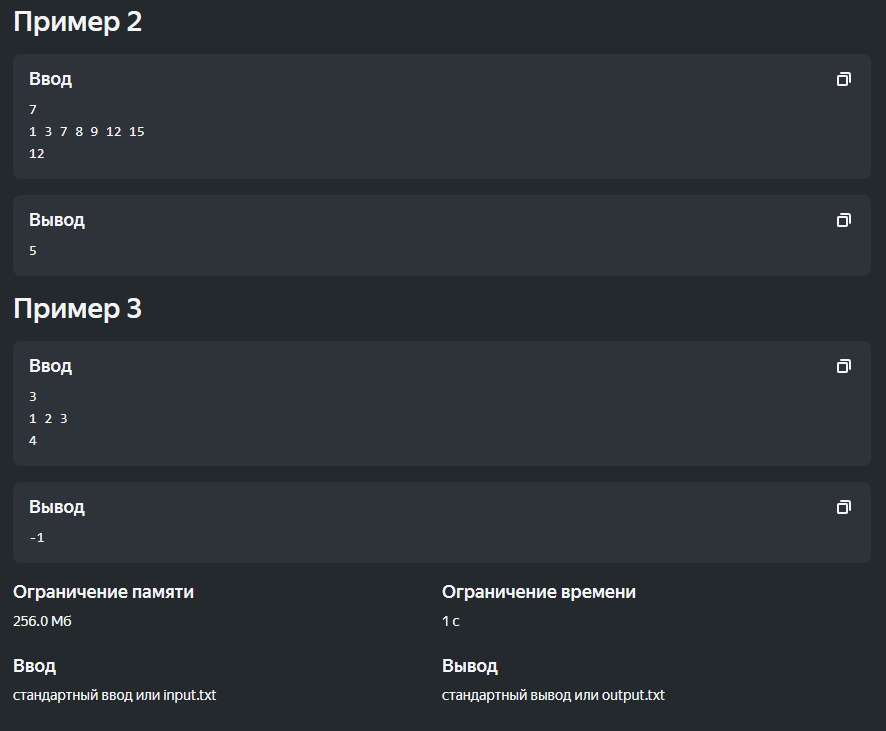 Пример 2
Ввод
7
1 3 7 8 9 12 15
12
Вывод
5
Пример 3
Ввод
3
1 2 3
4
Вывод
-1
Ограничение памяти
256.0 Мб
Ограничение времени
1 с
Ввод
стандартный ввод или input.txt
Вывод
стандартный вывод или output.txt